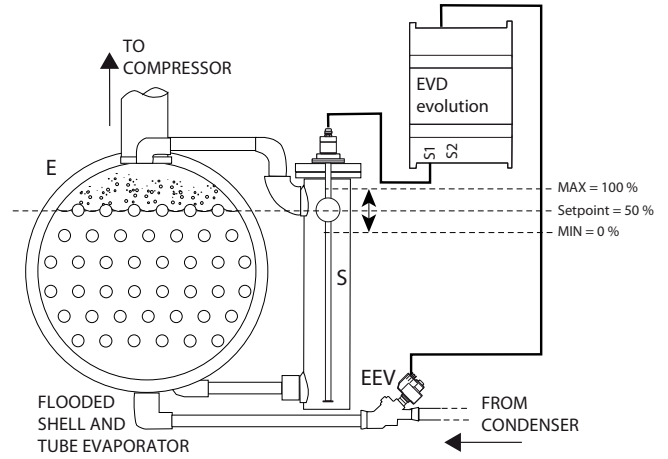 TO
COMPRESSOR
EVD
evolution
S1
S2
E
MAX = 100 %
Setpoint = 50 %
MIN = 0 %
S
EEV
FLOODED
SHELL AND
TUBE EVAPORATOR
FROM
CONDENSER